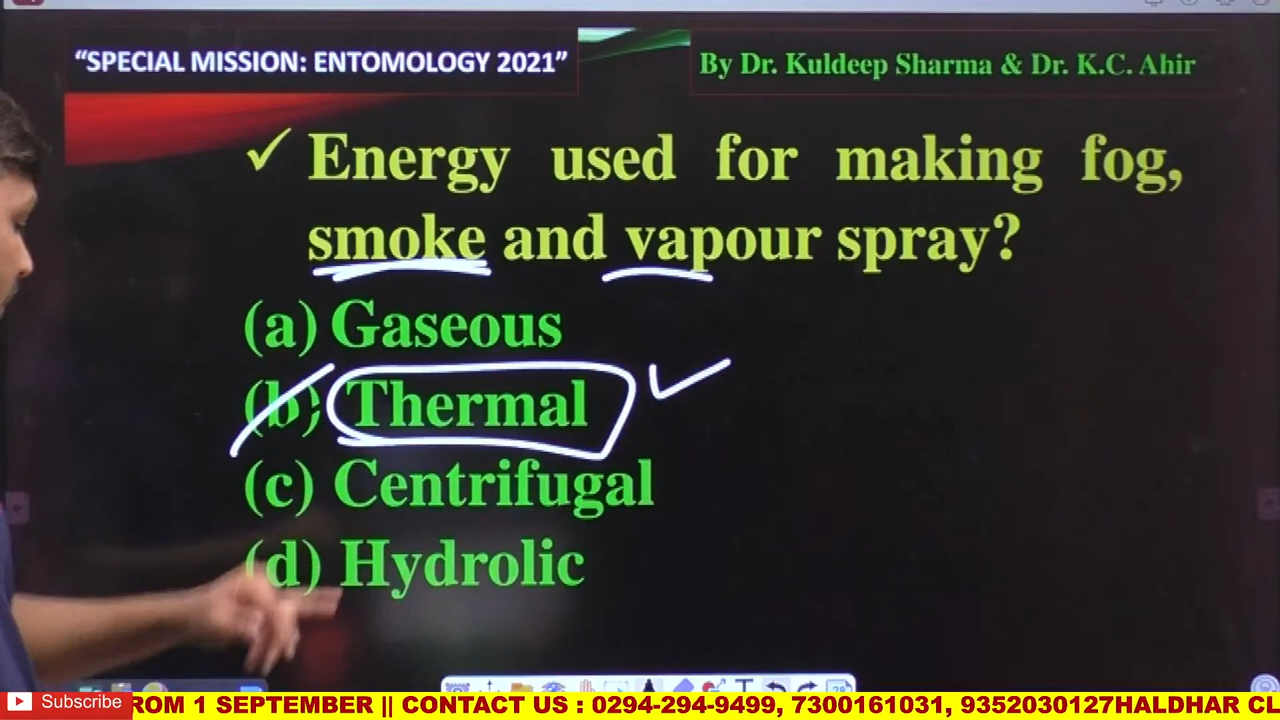 “SPECIAL MISSION: ENTOMOLOGY 2021”
By Dr. Kuldeep Sharma & Dr. K.C. Ahir
✓ Energy used for making fog,
smoke and vapour spray?
(a) Gaseous
(b) Thermal
(c) Centrifugal
(d) Hydrolic
Subscribe
ROM 1 SEPTEMBER || CONTACT US : 0294-294-9499, 7300161031, 9352030127HALDHAR CL